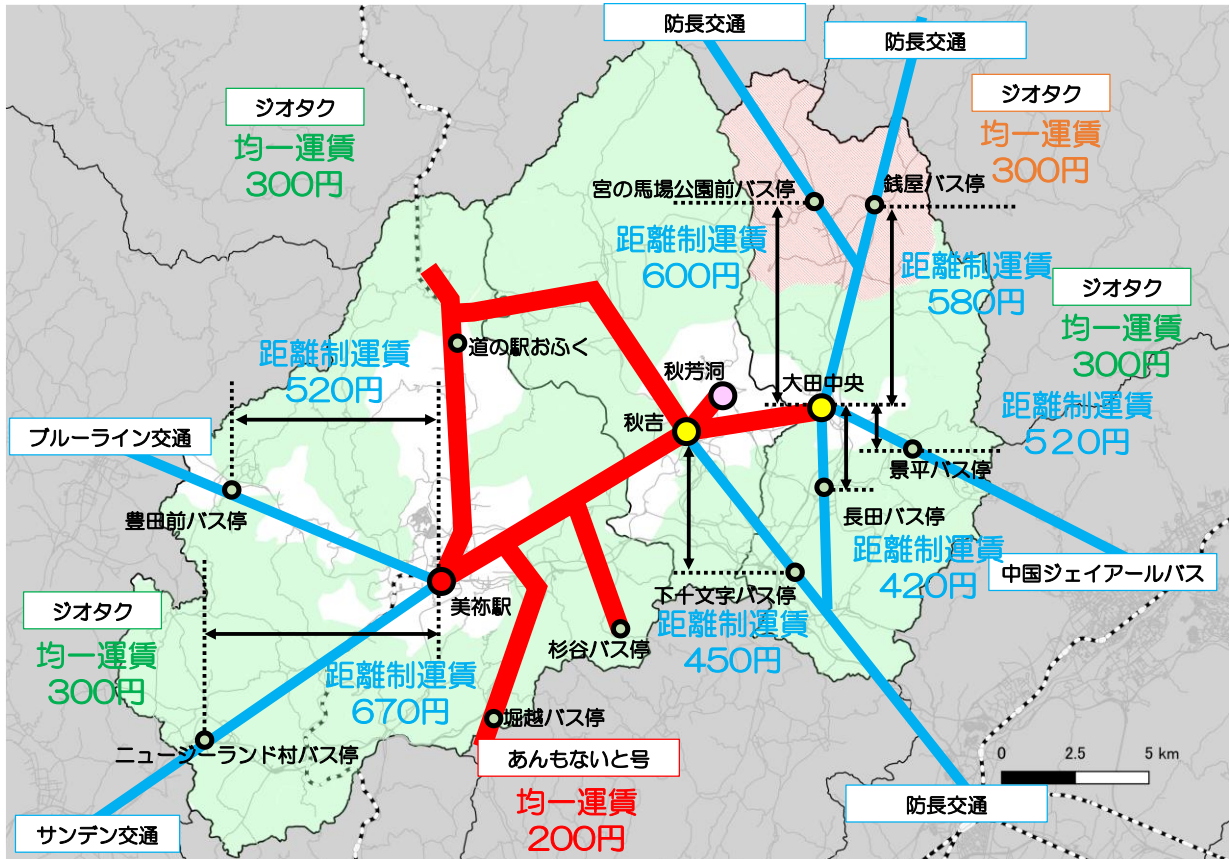 防長交通
防長交通
ジオタク
均一運賃
300円
ジオタク
均一運賃
300円
宮の馬場公園前バス停
銭屋バス停
距離制運賃
600円
距離制運賃
580円
ジオタク
均一運賃
300円
道の駅おふく
距離制運賃
520円
秋芳洞
大田中央
秋吉
距離制運賃
520円
ブルーライン交通
景平バス停
豊田前バス停
長田バス停
距離制運賃
420円
中国ジェイアールバス
美祢駅
下十文字バス停
距離制運賃
450円
ジオタク
均一運賃
300円
杉谷バス停
距離制運賃
670円
堀越バス停
ニュージーランド村バス停
あんもないと号
均一運賃
200円
0 2.5 5 km
防長交通
サンデン交通